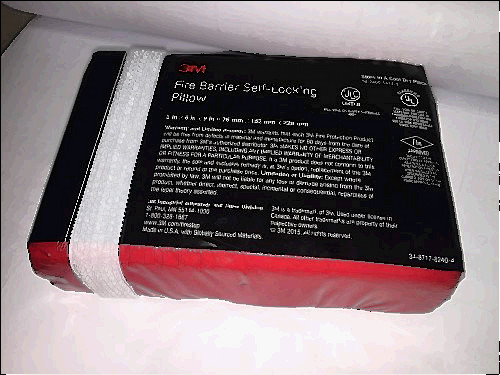 3M
Fire Barrier Self-Locking
Pillow
Store in A Cool Dry Place
3 in / 6 in / 9 in / 76 mm / 152 mm / 228 mm
Warranty and Limited Remedy: 3M warrants that each 3M Fire Protection Product
will be free from defects in material and manufacture for 90 days from the date of
purchase from an authorized distributor. 3M MAKES NO OTHER EXPRESS OR
IMPLIED WARRANTIES, INCLUDING ANY IMPLIED WARRANTY OF MERCHANTABILITY
OR FITNESS FOR A PARTICULAR PURPOSE. If a 3M product does not conform to this
warranty, the sole and exclusive remedy is, at 3M's option, replacement of the 3M
product or refund of the purchase price. Limitation of Liability: Except where
prohibited by law, 3M will not be liable for any loss or damage arising from the 3M
product, whether direct, indirect, special, incidental or consequential, regardless of
the legal theory asserted.
3M Industrial Adhesives and Tapes Division
St. Paul, MN 55144-1000
1-800-328-1687
www.3M.com/firestop
Made in U.S.A. with Globally Sourced Materials.
3M is a trademark of 3M. Used under license in
Canada. All other trademarks are property of their
respective owners.
© 3M 2015. All rights reserved.
34-8717-8240-4